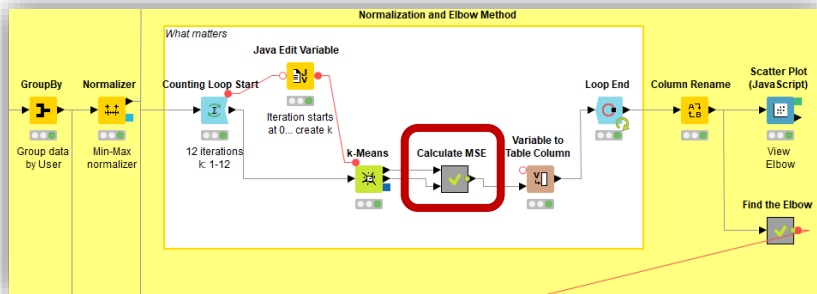 Normalization and Elbow Method
What matters
Java Edit Variable
GroupBy
Normalizer
Counting Loop Start
Loop End
Column Rename
Scatter Plot
(JavaScript)
Group data
by User
Min-Max
normalizer
12 iterations
k: 1-12
Iteration starts
at 0... create k
k-Means
Calculate MSE
Variable to
Table Column
View
Elbow
Find the Elbow